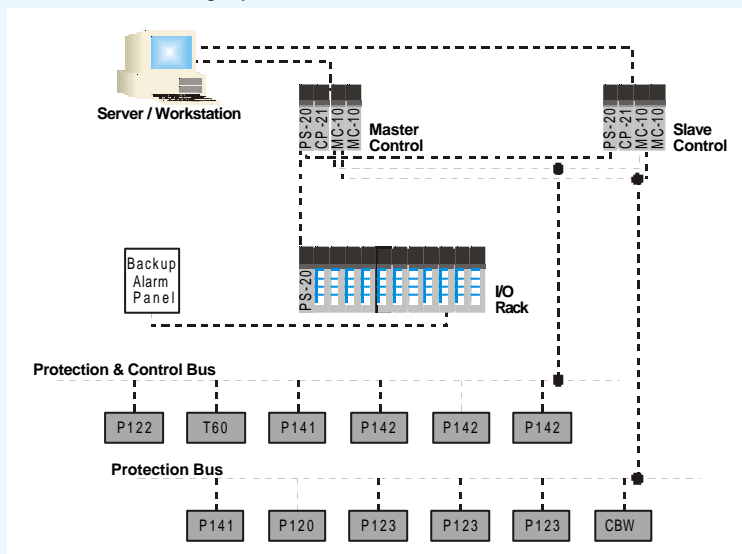 Server / Workstation
PS-20
CP-21
MC-10
MC-10
Master
Control
PS-20
CP-21
MC-10
MC-10
Slave
Control
Backup
Alarm
Panel
PS-20
I/O
Rack
Protection & Control Bus
P122 T60 P141 P142 P142 P142
Protection Bus
P141 P120 P123 P123 P123 CBW